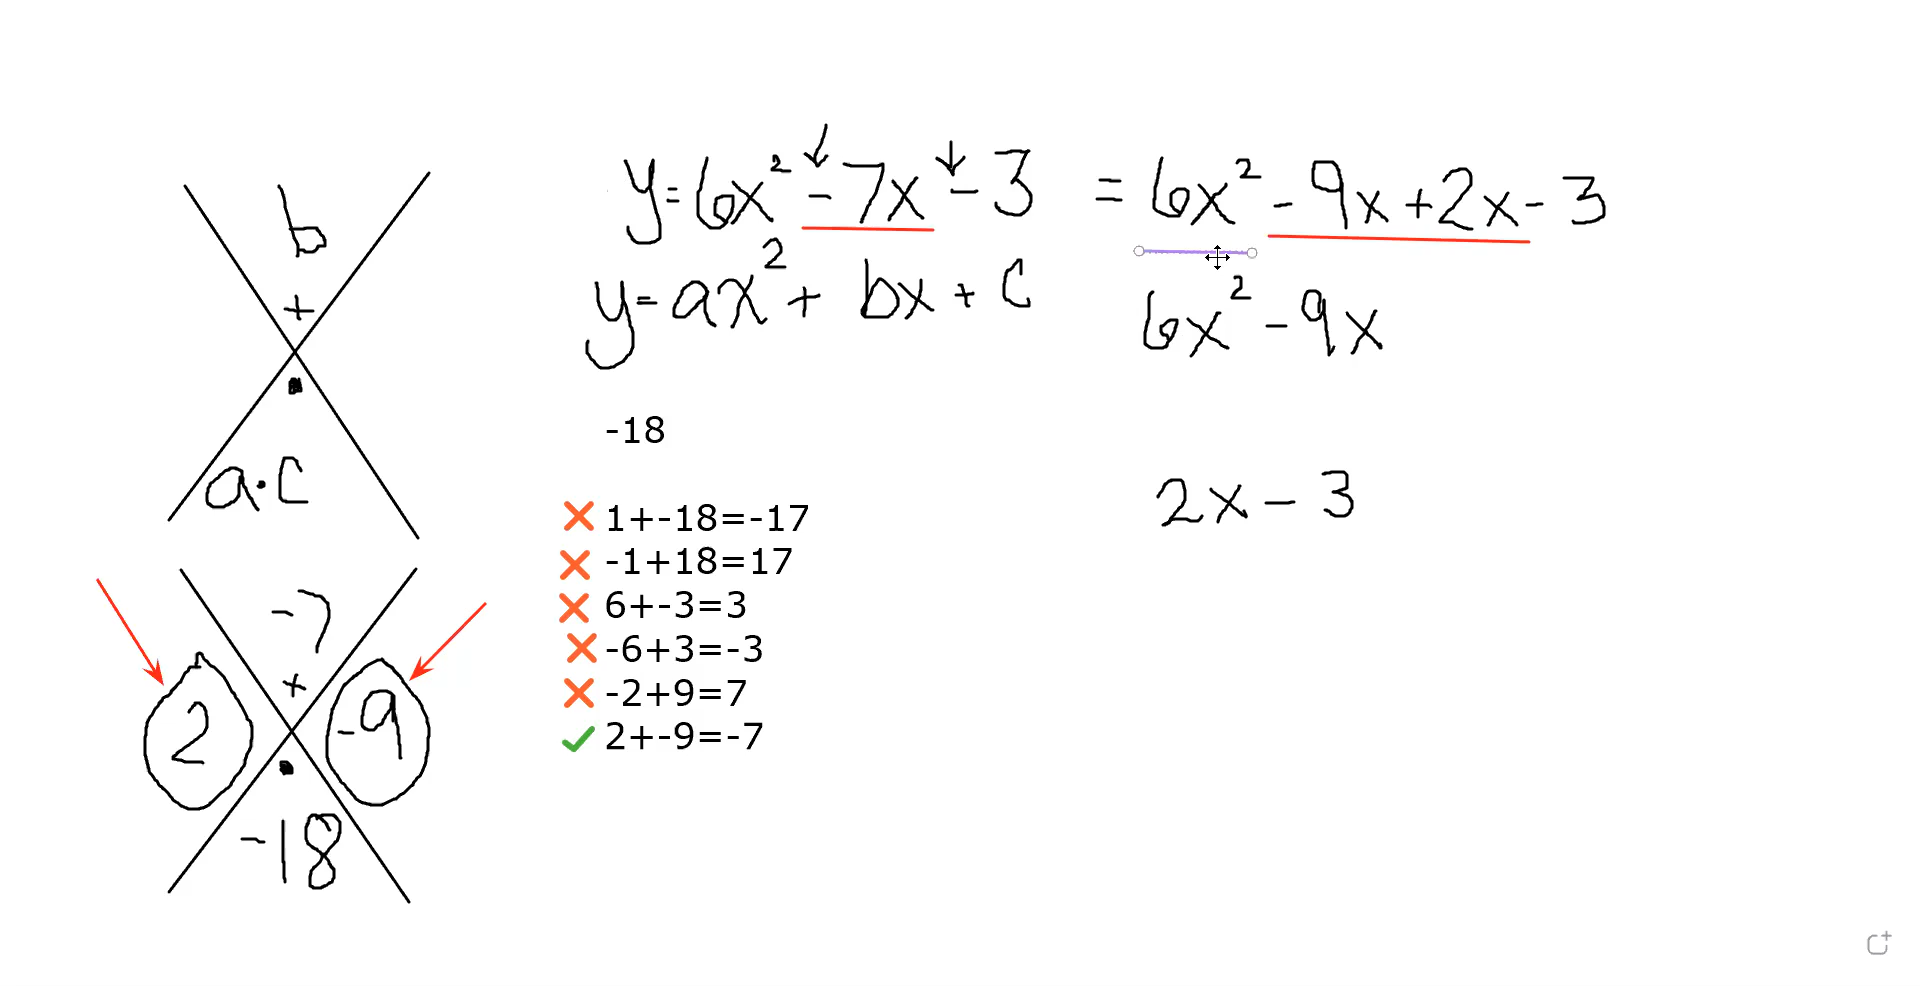 b
+
·
a·c
-7
+
2
-9
·
-18
y=6x²-7x-3 =6x²-9x+2x-3
y=ax²+bx+c
6x²-9x
-18
2x-3
❌ 1+-18=-17
❌ -1+18=17
❌ 6+-3=3
❌ -6+3=-3
❌ -2+9=7
✔ 2+-9=-7